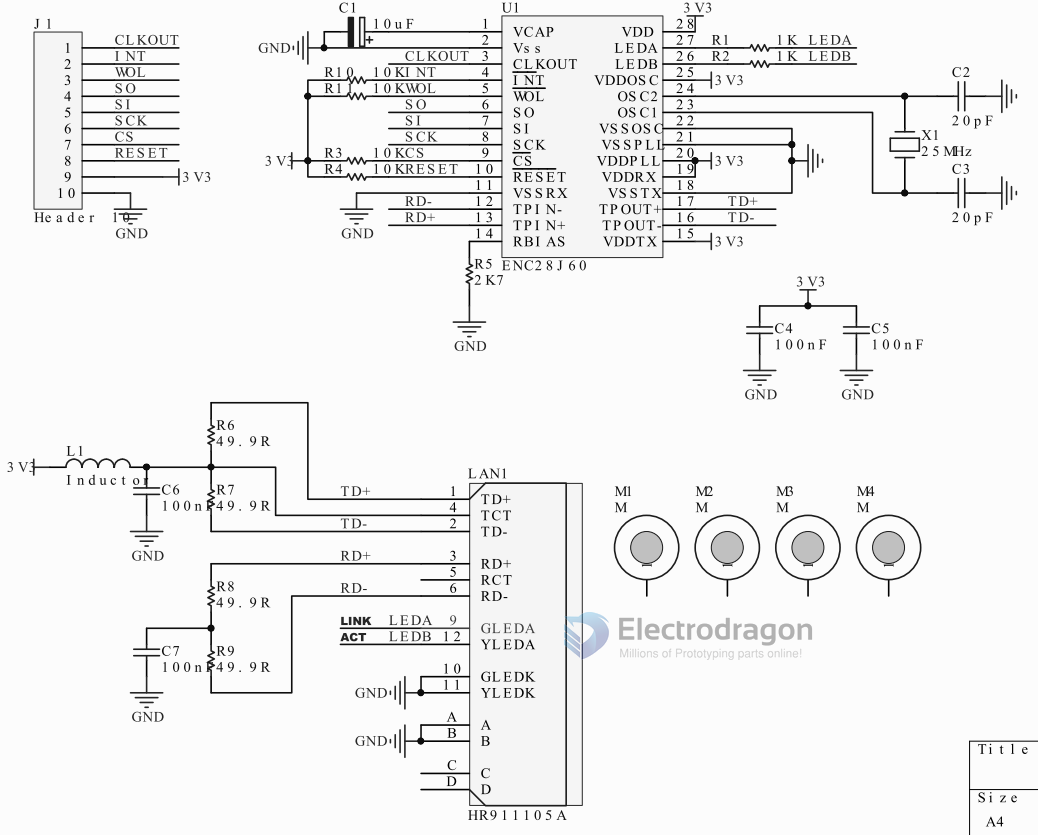 J1
1 CLKOUT
2 INT
3 WOL
4 SO
5 SI
6 SCK
7 CS
8 RESET
9 3V3
10
Header 10
GND
C1
10uF
+
GND
CLKOUT
R10 10K INT
R1 10K WOL
SO
SI
SCK
3V3
R3 10K CS
R4 10K RESET
GND
RD-
RD+
R5
2K7
GND
U1
1 VCAP
2 Vss
3 CLKOUT
4 INT
5 WOL
6 SO
7 SI
8 SCK
9 CS
10 RESET
11 VSSRX
12 TPIN-
13 TPIN+
14 RBIAS
VDD 28
LEDA 27
LEDB 26
VDDOSC 25
OSC2 24
OSC1 23
VSSOSC 22
VSSPLL 21
VDDPLL 20
VDDRX 19
VSSTX 18
TPOUT+ 17
TPOUT- 16
VDDTX 15
ENC28J60
3V3
R1 1K LEDA
R2 1K LEDB
3V3
3V3
TD+
TD-
3V3
C2
20pF
X1
25MHz
C3
20pF
3V3
C4
100nF
GND
C5
100nF
GND
3V3
L1
Inductor
C6
100nF
GND
R6
49.9R
R7
49.9R
R8
49.9R
C7
100nF
R9
49.9R
GND
TD+
TD-
RD+
RD-
LINK LEDA
ACT LEDB
GND
GND
LAN1
1 TD+
4 TCT
2 TD-
3 RD+
5 RCT
6 RD-
9 GLEDA
12 YLEDA
10 GLEDK
11 YLEDK
A A
B B
C C
D D
HR911105A
M1
M
M2
M
M3
M
M4
M
Electrodragon
Millions of Prototyping parts online!
Title
Size
A4